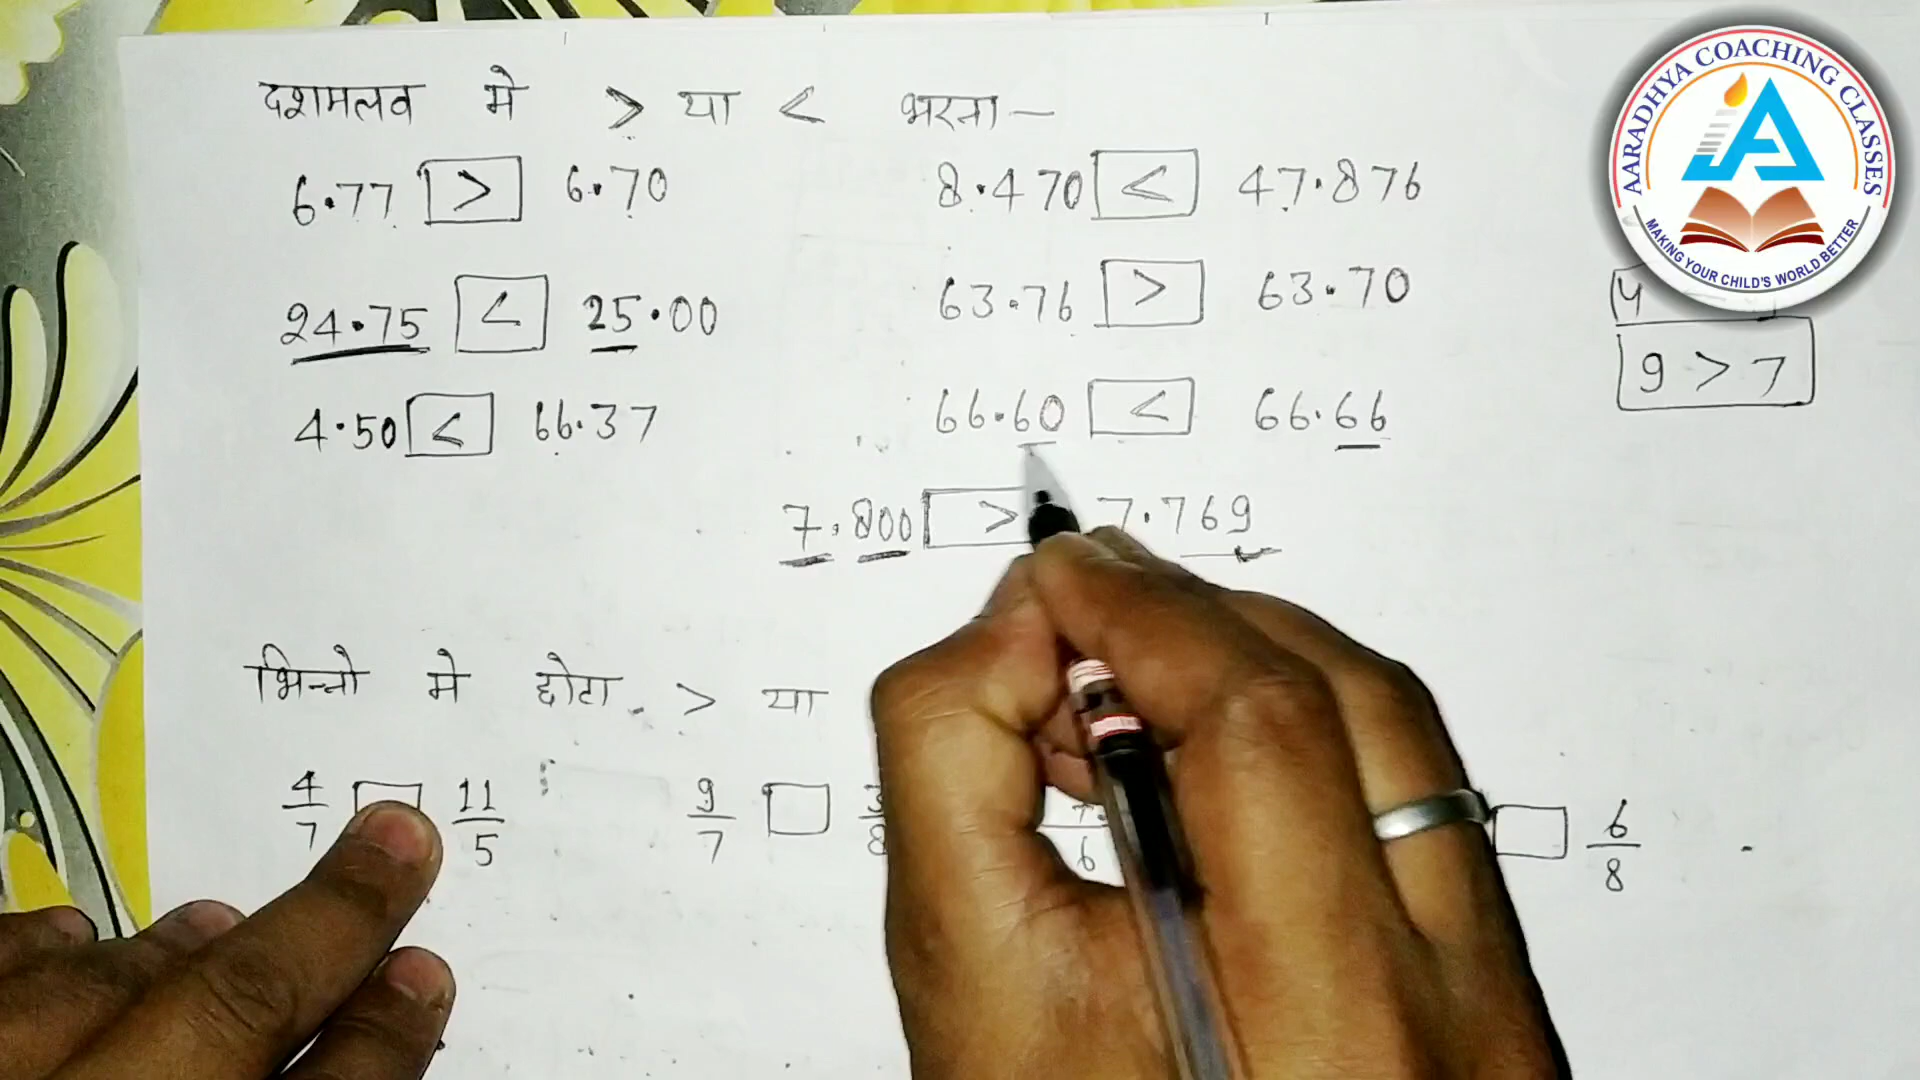 दशमलव मे > या < भरना —
6.77 > 6.70
8.470 < 47.876
24.75 < 25.00
63.76 > 63.70
9 > 7
4.50 < 66.37
66.60 < 66.66
7.800 > 7.769
भिन्नो मे छोटा > या
4/7 □ 11/5
9/7 □
6
□ 6/8
AARADHYA COACHING CLASSES
MAKING YOUR CHILD'S WORLD BETTER